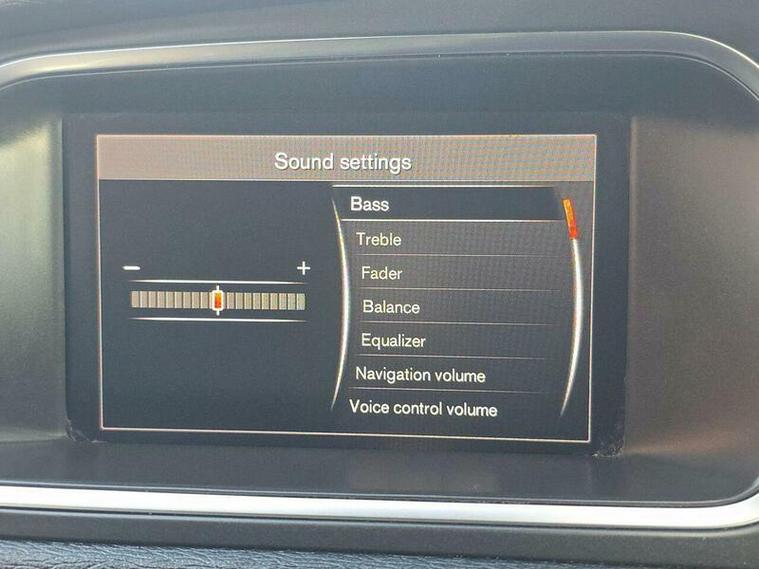 Sound settings
Bass
Treble
Fader
Balance
Equalizer
Navigation volume
Voice control volume